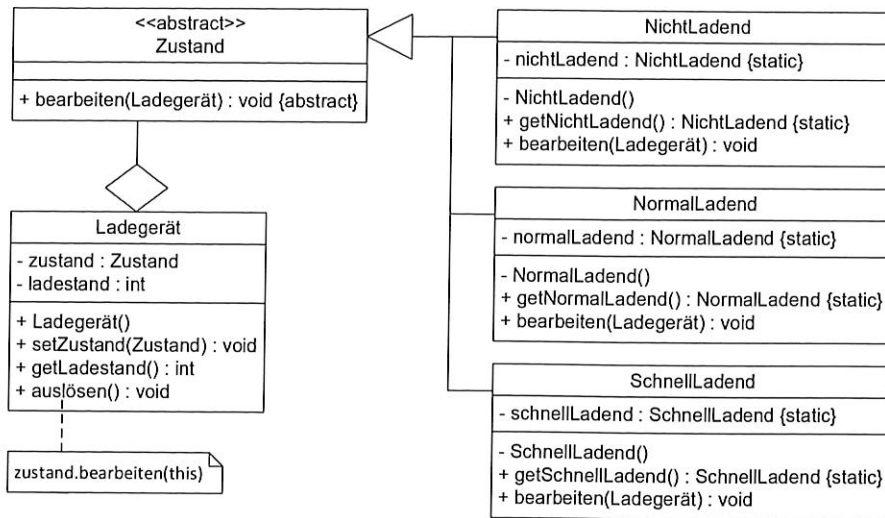 <<abstract>>
Zustand
+ bearbeiten(Ladegerät) : void {abstract}
Ladegerät
- zustand : Zustand
- ladestand : int
+ Ladegerät()
+ setZustand(Zustand) : void
+ getLadestand() : int
+ auslösen() : void
zustand.bearbeiten(this)
NichtLadend
- nichtLadend : NichtLadend {static}
- NichtLadend()
+ getNichtLadend() : NichtLadend {static}
+ bearbeiten(Ladegerät) : void
NormalLadend
- normalLadend : NormalLadend {static}
- NormalLadend()
+ getNormalLadend() : NormalLadend {static}
+ bearbeiten(Ladegerät) : void
SchnellLadend
- schnellLadend : SchnellLadend {static}
- SchnellLadend()
+ getSchnellLadend() : SchnellLadend {static}
+ bearbeiten(Ladegerät) : void